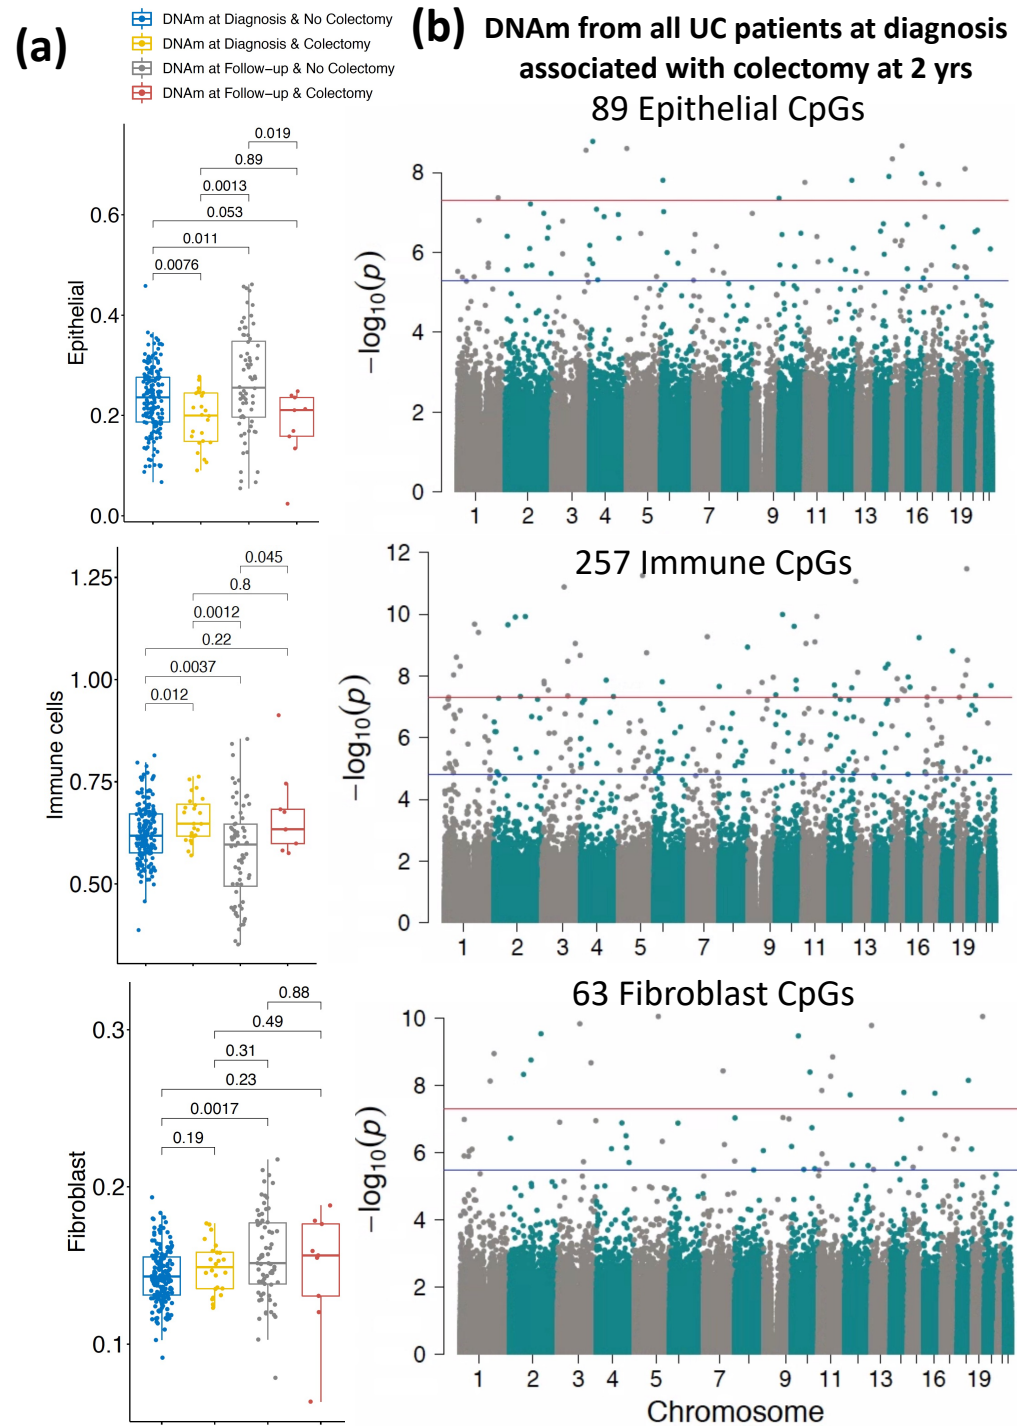 (a)
DNAm at Diagnosis & No Colectomy
DNAm at Diagnosis & Colectomy
DNAm at Follow-up & No Colectomy
DNAm at Follow-up & Colectomy
(b) DNAm from all UC patients at diagnosis
associated with colectomy at 2 yrs
89 Epithelial CpGs
0.019
0.89
0.0013
0.053
0.011
0.0076
Epithelial
0.6
0.4
0.2
0.0
−log10(p)
8
6
4
2
0
1 2 3 4 5 7 9 11 13 16 19
257 Immune CpGs
0.045
0.8
0.0012
0.22
0.0037
0.012
Immune cells
1.25
1.00
0.75
0.50
−log10(p)
12
10
8
6
4
2
0
1 2 3 4 5 7 9 11 13 16 19
63 Fibroblast CpGs
0.88
0.49
0.31
0.23
0.0017
0.19
Fibroblast
0.3
0.2
0.1
−log10(p)
10
8
6
4
2
0
1 2 3 4 5 7 9 11 13 16 19
Chromosome